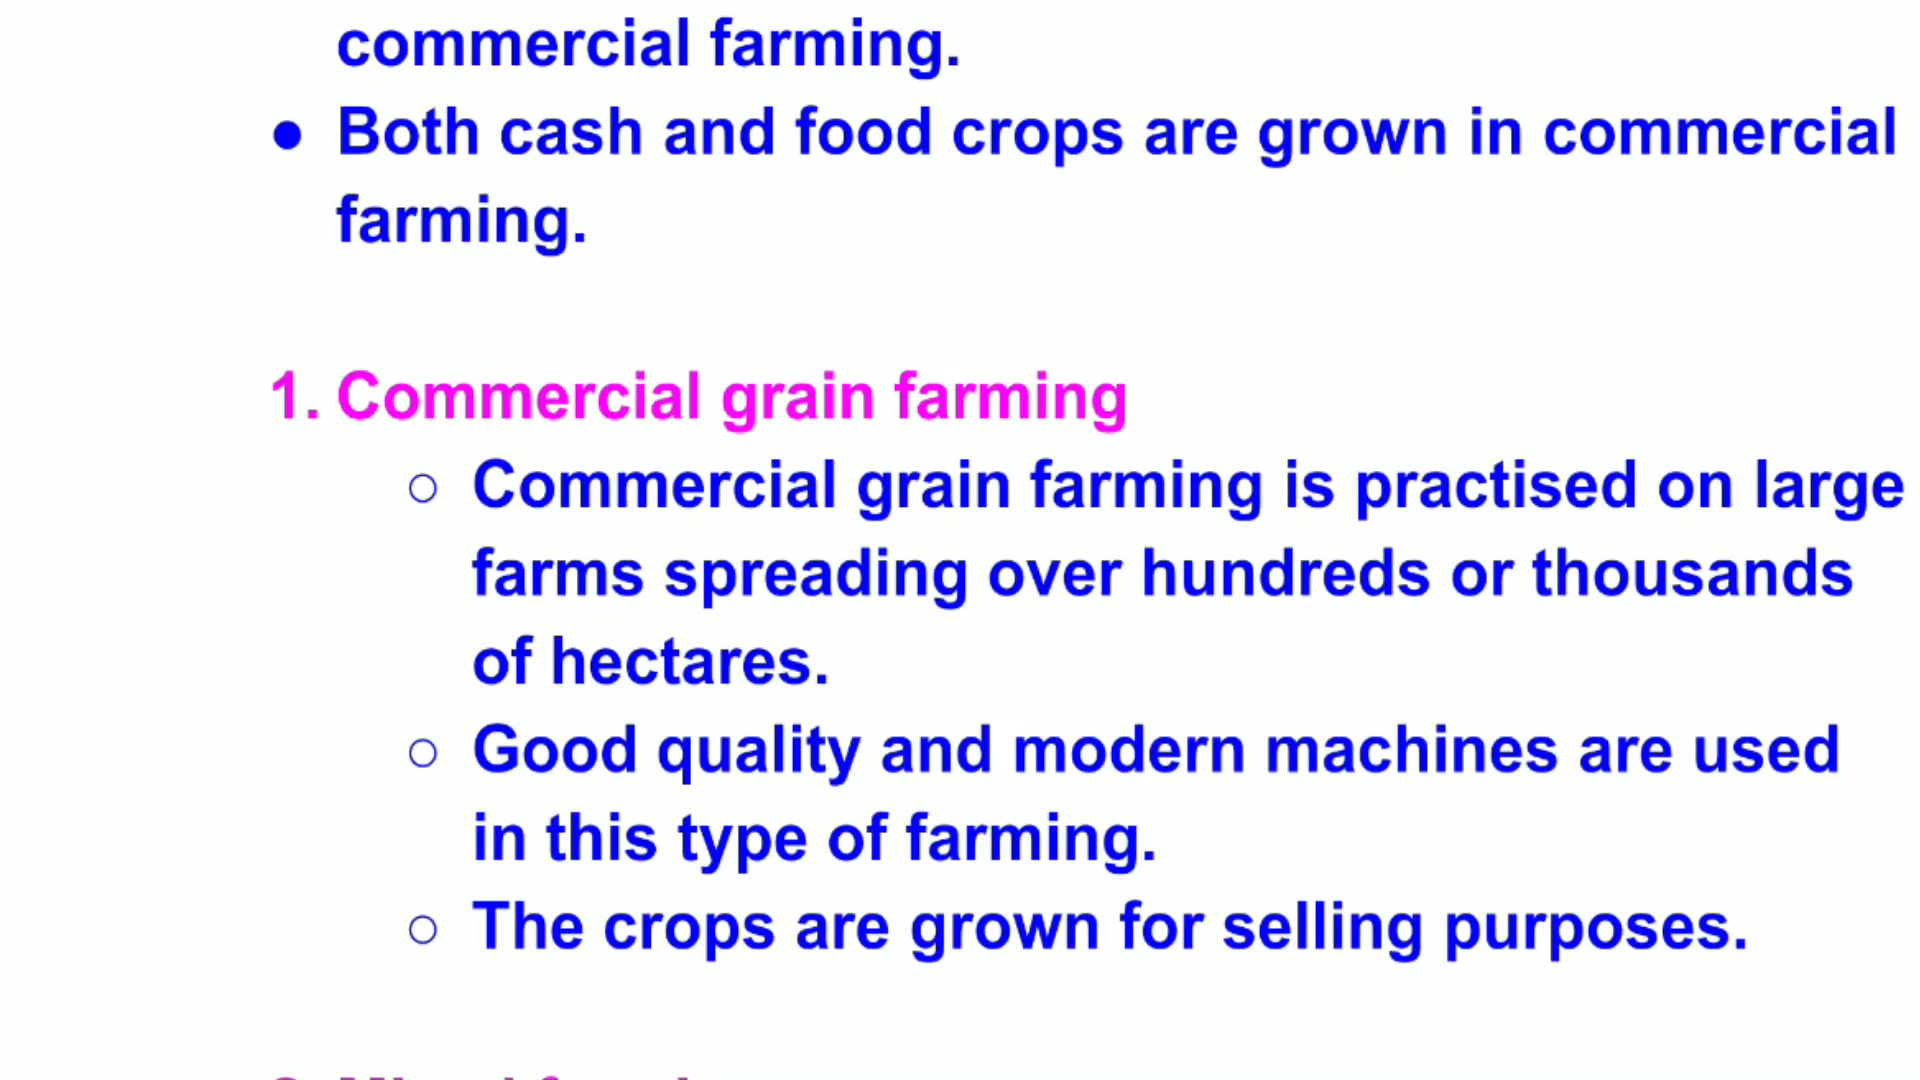 commercial farming.
● Both cash and food crops are grown in commercial
farming.
1. Commercial grain farming
○ Commercial grain farming is practised on large
farms spreading over hundreds or thousands
of hectares.
○ Good quality and modern machines are used
in this type of farming.
○ The crops are grown for selling purposes.